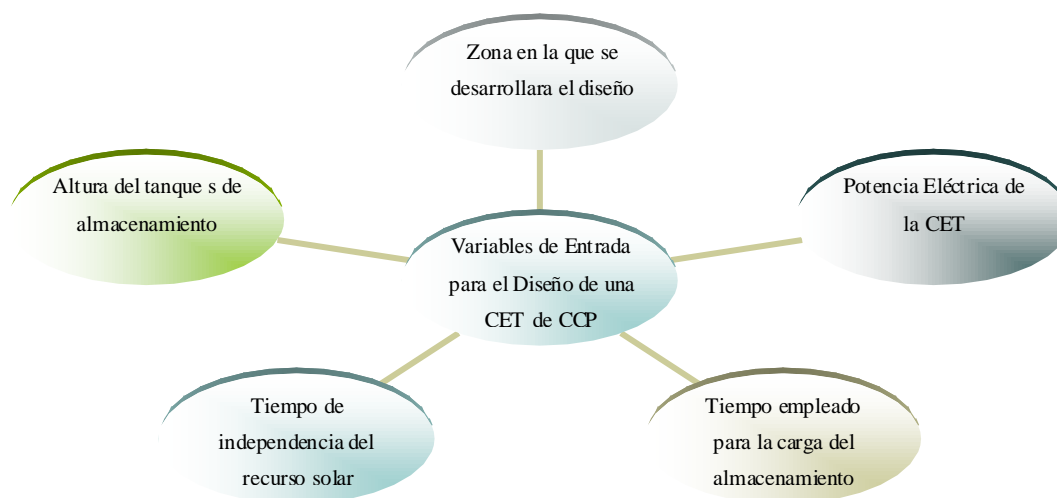 Zona en la que se
desarrollara el diseño
Altura del tanque s de
almacenamiento
Potencia Eléctrica de
la CET
Variables de Entrada
para el Diseño de una
CET de CCP
Tiempo de
independencia del
recurso solar
Tiempo empleado
para la carga del
almacenamiento